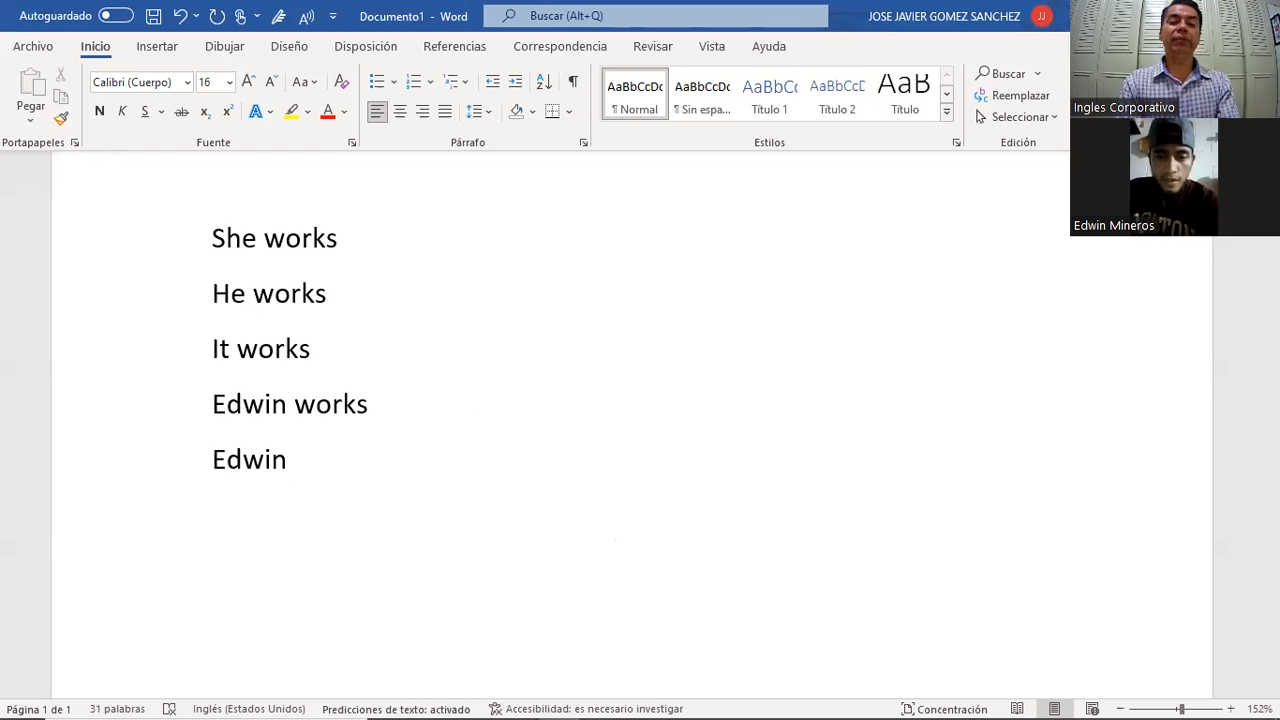 Autoguardado
Documento1 - Word
Buscar (Alt+Q)
JOSE JAVIER GOMEZ SANCHEZ
JJ
Archivo Inicio Insertar Dibujar Diseño Disposición Referencias Correspondencia Revisar Vista Ayuda
Pegar
Portapapeles
Calibri (Cuerpo) 16
Fuente
Párrafo
AaBbCcDc AaBbCcDc AaBbCc AaBbCcD AaB
¶ Normal ¶ Sin espa... Título 1 Título 2 Título
Estilos
Buscar
Reemplazar
Seleccionar
Edición
Ingles Corporativo
Edwin Mineros
She works
He works
It works
Edwin works
Edwin
Página 1 de 1 31 palabras Inglés (Estados Unidos) Predicciones de texto: activado Accesibilidad: es necesario investigar Concentración 152%